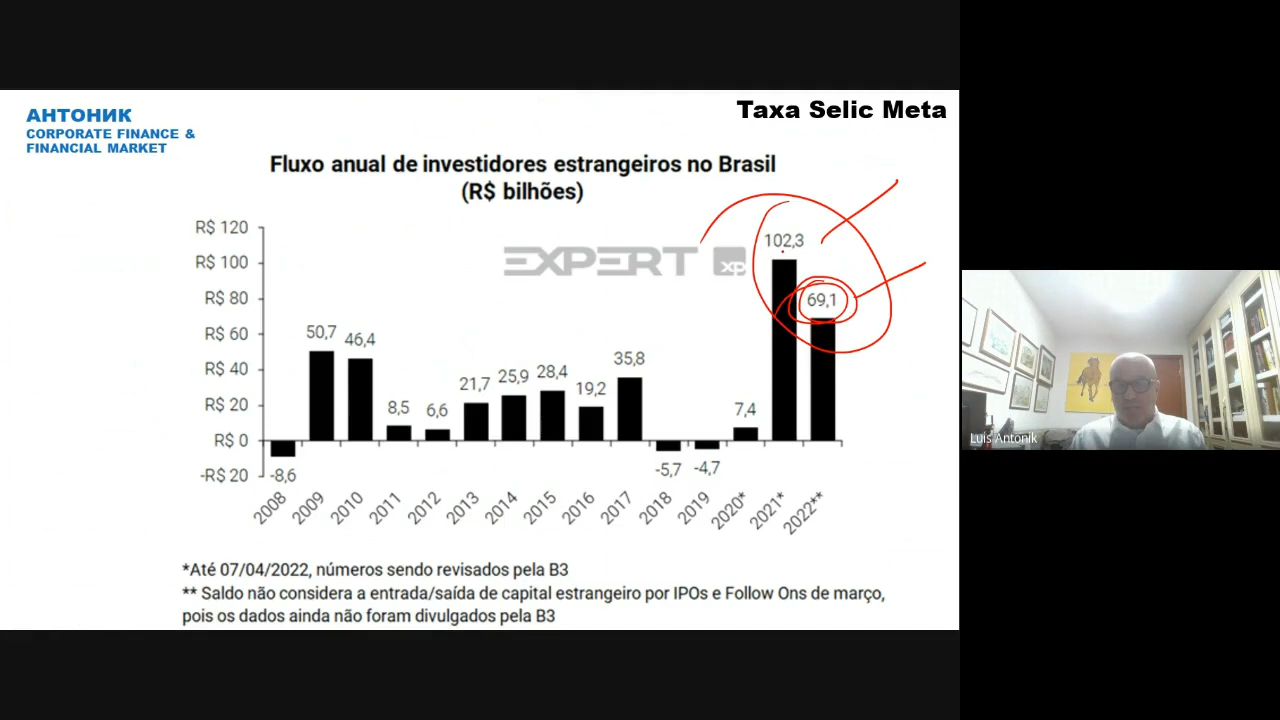 АНТОНИК
CORPORATE FINANCE &
FINANCIAL MARKET
Taxa Selic Meta
Fluxo anual de investidores estrangeiros no Brasil
(R$ bilhões)
EXPERT xp
R$ 120
R$ 100
R$ 80
R$ 60
R$ 40
R$ 20
R$ 0
-R$ 20
-8,6
50,7
46,4
8,5
6,6
21,7
25,9
28,4
19,2
35,8
-5,7
-4,7
7,4
102,3
69,1
2008
2009
2010
2011
2012
2013
2014
2015
2016
2017
2018
2019
2020*
2021*
2022**
*Até 07/04/2022, números sendo revisados pela B3
** Saldo não considera a entrada/saída de capital estrangeiro por IPOs e Follow Ons de março,
pois os dados ainda não foram divulgados pela B3
Luis Antonik